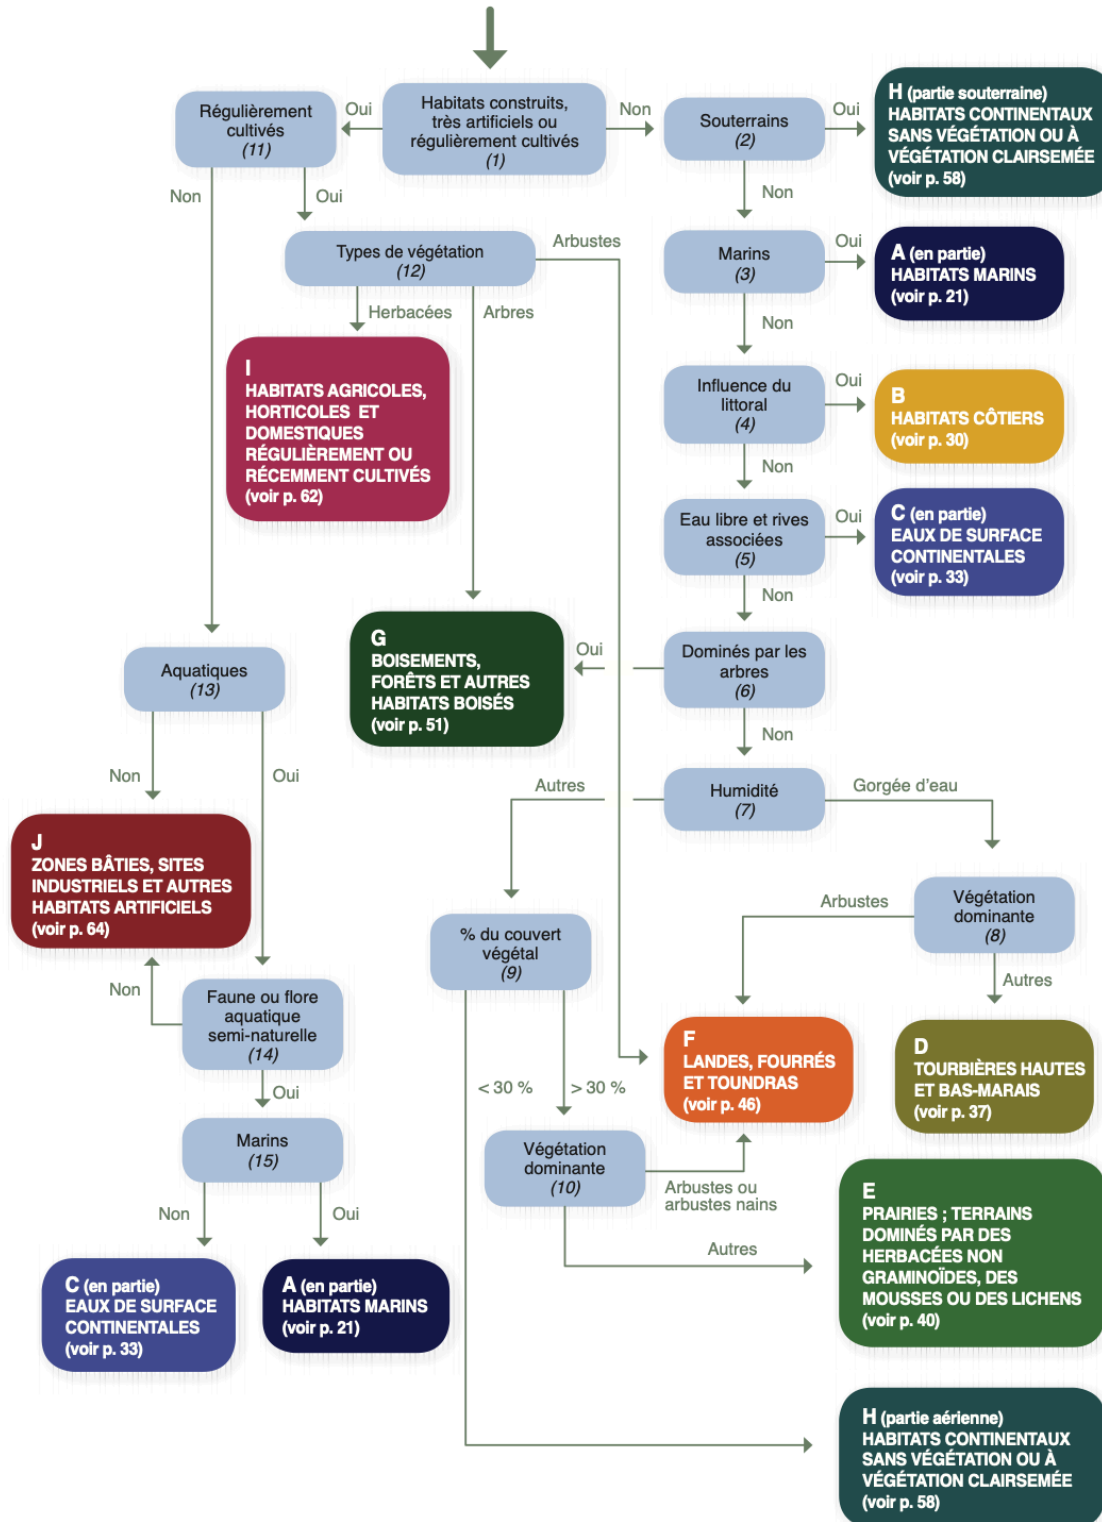 Régulièrement
cultivés
(11)
Oui
Habitats construits,
très artificiels ou
régulièrement cultivés
(1)
Non
Souterrains
(2)
Oui
H (partie souterraine)
HABITATS CONTINENTAUX
SANS VÉGÉTATION OU À
VÉGÉTATION CLAIRSEMÉE
(voir p. 58)
Non
Oui
Non
Types de végétation
(12)
Arbustes
Marins
(3)
Oui
A (en partie)
HABITATS MARINS
(voir p. 21)
Herbacées
Arbres
Non
I
HABITATS AGRICOLES,
HORTICOLES ET
DOMESTIQUES
RÉGULIÈREMENT OU
RÉCEMMENT CULTIVÉS
(voir p. 62)
Influence du
littoral
(4)
Oui
B
HABITATS CÔTIERS
(voir p. 30)
Non
Eau libre et rives
associées
(5)
Oui
C (en partie)
EAUX DE SURFACE
CONTINENTALES
(voir p. 33)
Non
Aquatiques
(13)
G
BOISEMENTS,
FORÊTS ET AUTRES
HABITATS BOISÉS
(voir p. 51)
Oui
Dominés par les
arbres
(6)
Non
Non
Oui
Autres
Humidité
(7)
Gorgée d'eau
J
ZONES BÂTIES, SITES
INDUSTRIELS ET AUTRES
HABITATS ARTIFICIELS
(voir p. 64)
% du couvert
végétal
(9)
Arbustes
Végétation
dominante
(8)
Autres
Non
Faune ou flore
aquatique
semi-naturelle
(14)
F
LANDES, FOURRÉS
ET TOUNDRAS
(voir p. 46)
D
TOURBIÈRES HAUTES
ET BAS-MARAIS
(voir p. 37)
Oui
< 30 %
> 30 %
Marins
(15)
Végétation
dominante
(10)
Arbustes ou
arbustes nains
Non
Oui
Autres
E
PRAIRIES ; TERRAINS
DOMINÉS PAR DES
HERBACÉES NON
GRAMINOÏDES, DES
MOUSSES OU DES LICHENS
(voir p. 40)
C (en partie)
EAUX DE SURFACE
CONTINENTALES
(voir p. 33)
A (en partie)
HABITATS MARINS
(voir p. 21)
H (partie aérienne)
HABITATS CONTINENTAUX
SANS VÉGÉTATION OU À
VÉGÉTATION CLAIRSEMÉE
(voir p. 58)